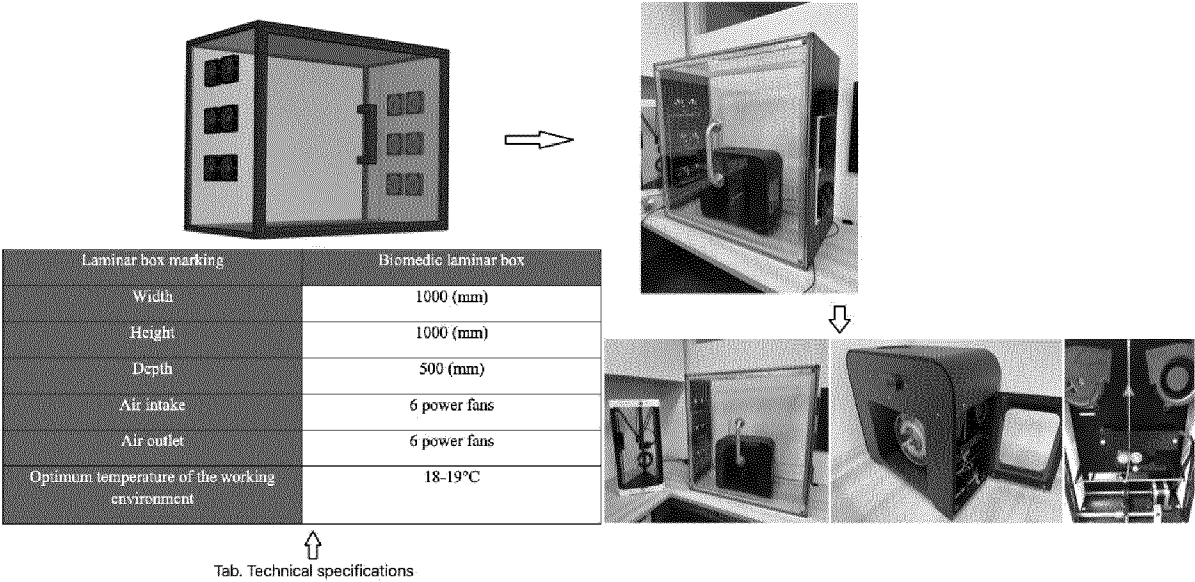 Laminar box marking Biomedic laminar box
Width 1000 (mm)
Height 1000 (mm)
Depth 500 (mm)
Air intake 6 power fans
Air outlet 6 power fans
Optimum temperature of the working 18-19°C
environment
Tab. Technical specifications